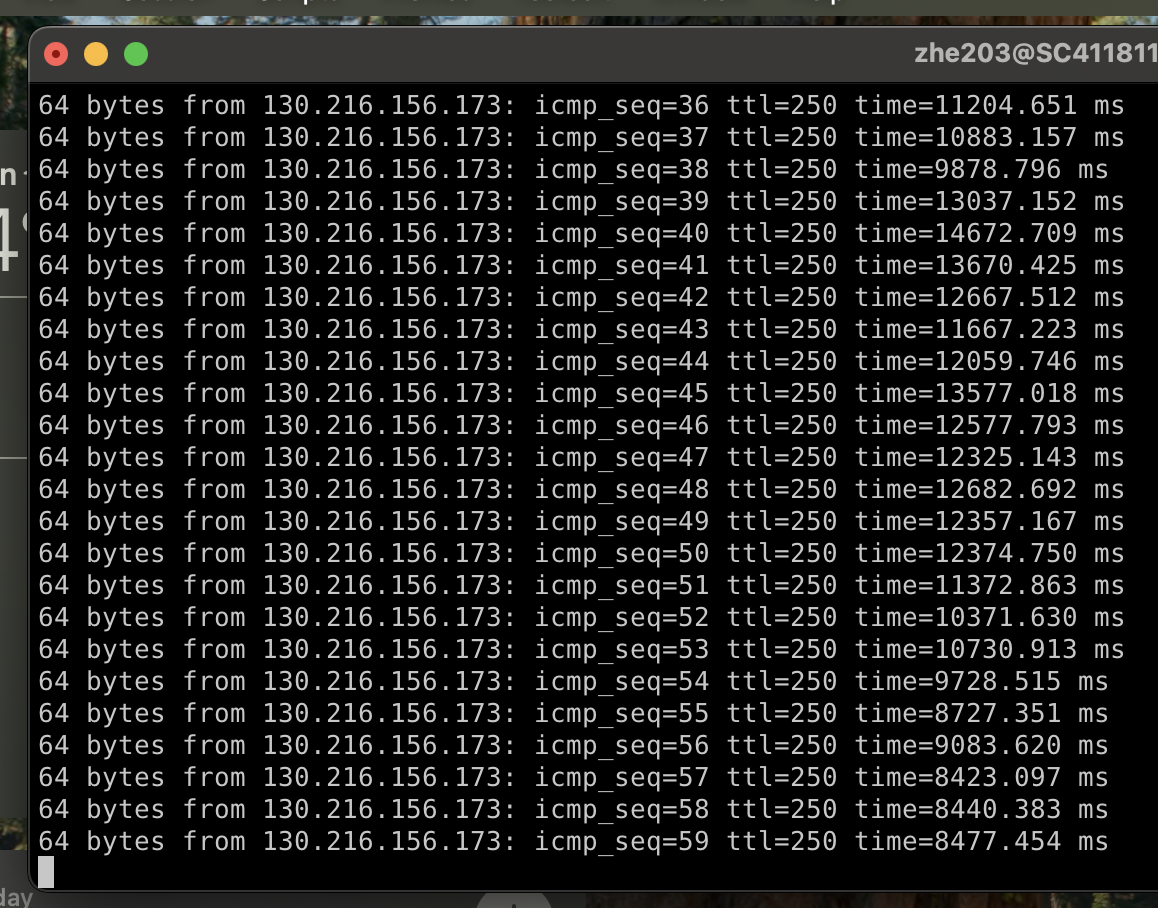 zhe203@SC411811
64 bytes from 130.216.156.173: icmp_seq=36 ttl=250 time=11204.651 ms
64 bytes from 130.216.156.173: icmp_seq=37 ttl=250 time=10883.157 ms
64 bytes from 130.216.156.173: icmp_seq=38 ttl=250 time=9878.796 ms
64 bytes from 130.216.156.173: icmp_seq=39 ttl=250 time=13037.152 ms
64 bytes from 130.216.156.173: icmp_seq=40 ttl=250 time=14672.709 ms
64 bytes from 130.216.156.173: icmp_seq=41 ttl=250 time=13670.425 ms
64 bytes from 130.216.156.173: icmp_seq=42 ttl=250 time=12667.512 ms
64 bytes from 130.216.156.173: icmp_seq=43 ttl=250 time=11667.223 ms
64 bytes from 130.216.156.173: icmp_seq=44 ttl=250 time=12059.746 ms
64 bytes from 130.216.156.173: icmp_seq=45 ttl=250 time=13577.018 ms
64 bytes from 130.216.156.173: icmp_seq=46 ttl=250 time=12577.793 ms
64 bytes from 130.216.156.173: icmp_seq=47 ttl=250 time=12325.143 ms
64 bytes from 130.216.156.173: icmp_seq=48 ttl=250 time=12682.692 ms
64 bytes from 130.216.156.173: icmp_seq=49 ttl=250 time=12357.167 ms
64 bytes from 130.216.156.173: icmp_seq=50 ttl=250 time=12374.750 ms
64 bytes from 130.216.156.173: icmp_seq=51 ttl=250 time=11372.863 ms
64 bytes from 130.216.156.173: icmp_seq=52 ttl=250 time=10371.630 ms
64 bytes from 130.216.156.173: icmp_seq=53 ttl=250 time=10730.913 ms
64 bytes from 130.216.156.173: icmp_seq=54 ttl=250 time=9728.515 ms
64 bytes from 130.216.156.173: icmp_seq=55 ttl=250 time=8727.351 ms
64 bytes from 130.216.156.173: icmp_seq=56 ttl=250 time=9083.620 ms
64 bytes from 130.216.156.173: icmp_seq=57 ttl=250 time=8423.097 ms
64 bytes from 130.216.156.173: icmp_seq=58 ttl=250 time=8440.383 ms
64 bytes from 130.216.156.173: icmp_seq=59 ttl=250 time=8477.454 ms
day